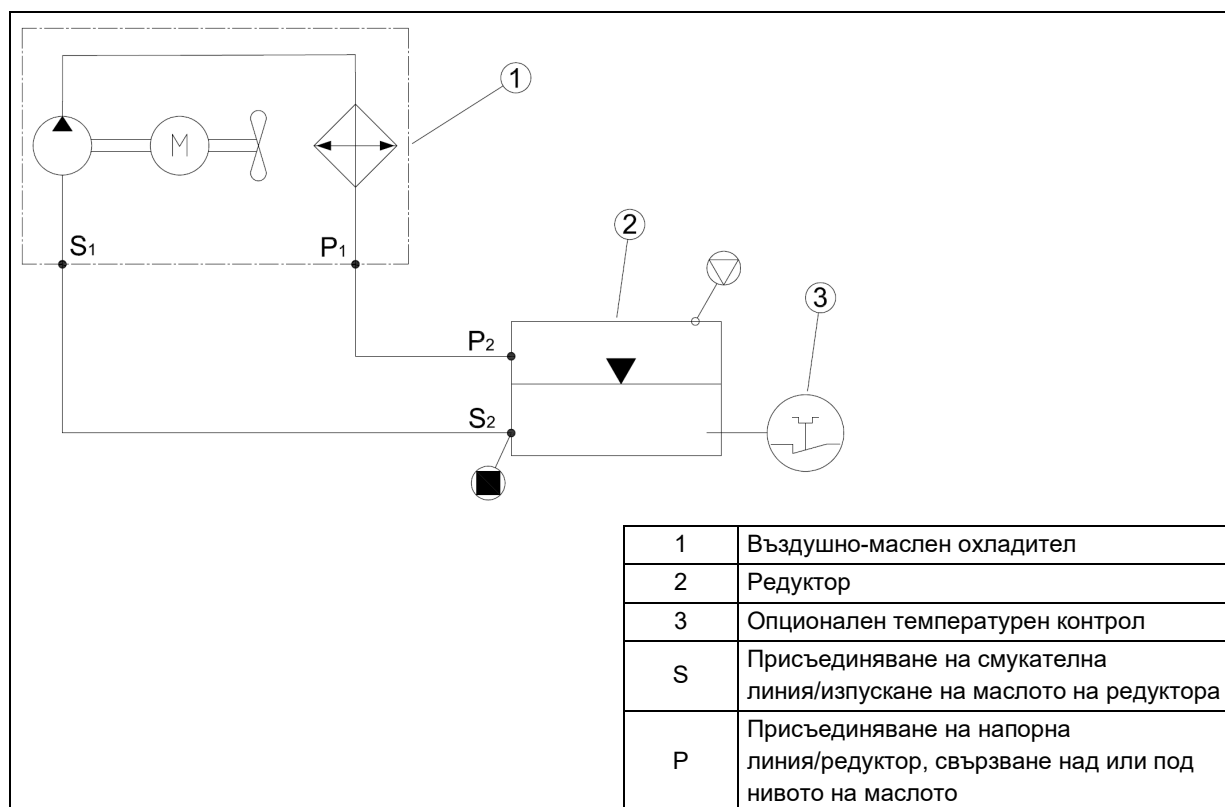 1
M
S1
P1
2
3
P2
S2
1 Въздушно-маслен охладител
2 Редуктор
3 Опционален температурен контрол
S Присъединяване на смукателна
линия/изпускане на маслото на редуктора
P Присъединяване на напорна
линия/редуктор, свързване над или под
нивото на маслото